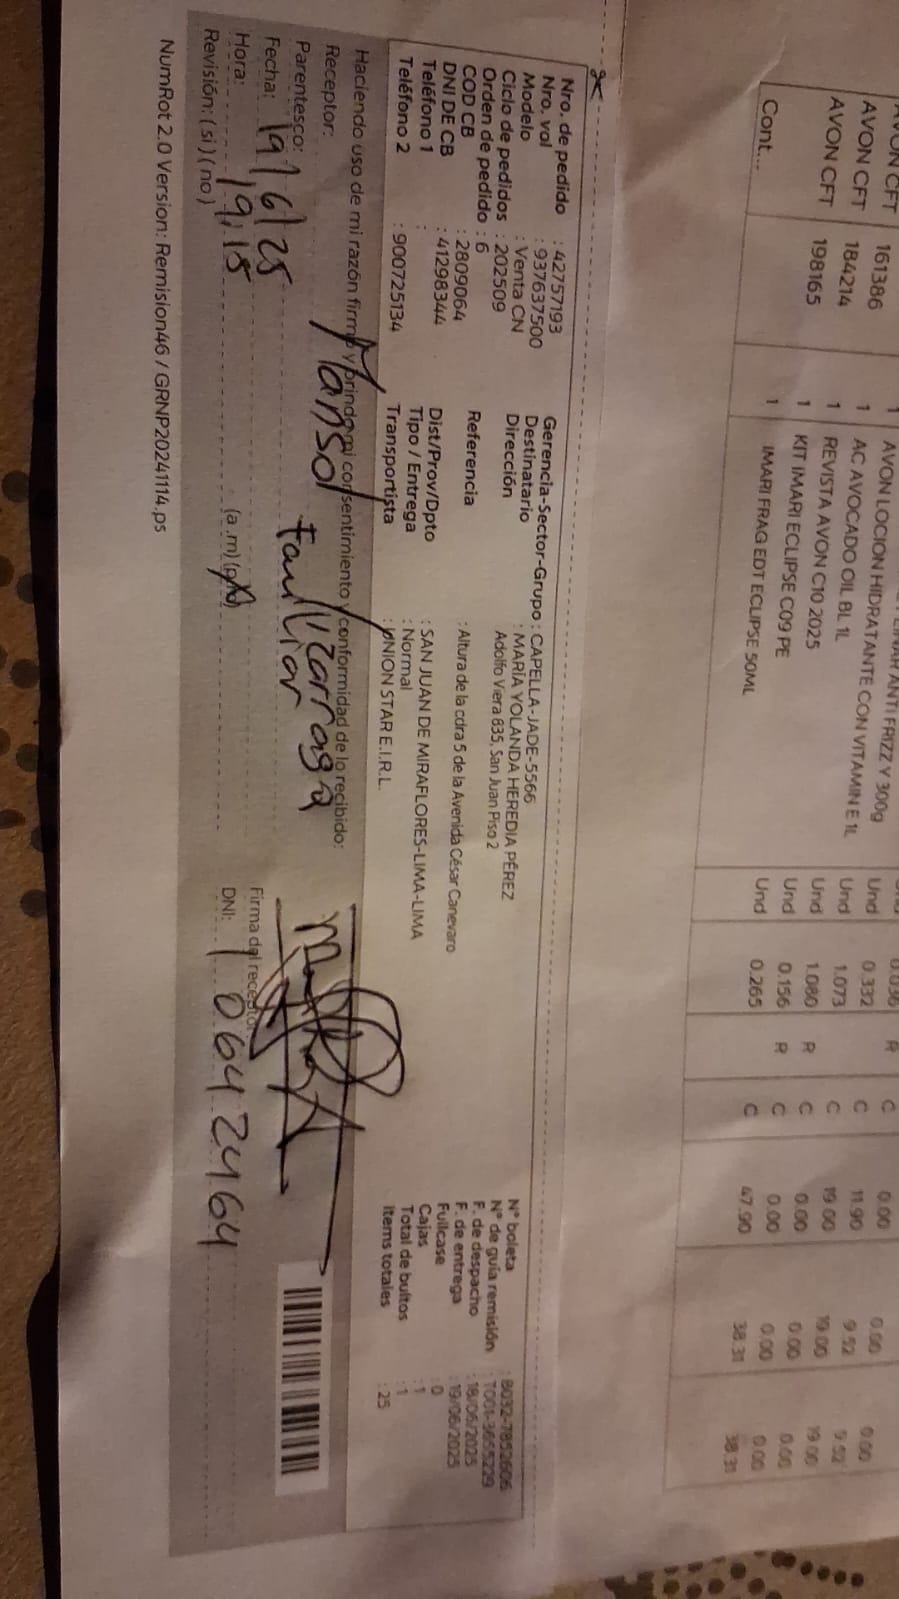 AVON CFT 161386 1 ANTI FRIZZ Y 300g Und 0.036 R C 0.00 0.00 0.00
AVON CFT 184214 1 AVON LOCION HIDRATANTE CON VITAMIN E 1L Und 0.332 C 11.90 9.52 9.52
AVON CFT 198165 1 AC AVOCADO OIL BL 1L Und 1.073 C 19.00 19.00 19.00
1 REVISTA AVON C10 2025 Und 1.080 R C 0.00 0.00 0.00
1 KIT IMARI ECLIPSE C09 PE Und 0.156 R C 0.00 0.00 0.00
1 IMARI FRAG EDT ECLIPSE 50ML Und 0.265 C 47.90 38.31 38.31
Cont...
Nro. de pedido : 42757193
Nro. vol : 937637500
Modelo : Venta CN
Ciclo de pedidos : 202509
Orden de pedido : 6
COD CB : 2809064
DNI DE CB : 41298344
Teléfono 1 :
Teléfono 2 : 900725134
Gerencia-Sector-Grupo : CAPELLA-JADE-5566
Destinatario : MARÍA YOLANDA HEREDIA PÉREZ
Dirección Adolfo Viera 835, San Juan Piso 2
Referencia : Altura de la cdra 5 de la Avenida César Canevaro
Dist/Prov/Dpto : SAN JUAN DE MIRAFLORES-LIMA-LIMA
Tipo / Entrega : Normal
Transportista : UNION STAR E.I.R.L.
N° boleta : B032-7852606
N° de guía remisión : T001-3655229
F. de despacho : 18/06/2025
F. de entrega : 19/06/2025
Fullcase : 0
Cajas : 1
Total de bultos : 1
Items totales : 25
Haciendo uso de mi razón firmo y brindo mi consentimiento y conformidad de lo recibido:
Receptor: Marisol Lizarraga
Parentesco: familiar
Fecha: 19/6/25
Firma del receptor
Hora: 19:15 (a .m) (p
DNI: 10642464
Revisión: ( si ) ( no )
NumRot 2.0 Version: Remision46 / GRNP20241114.ps